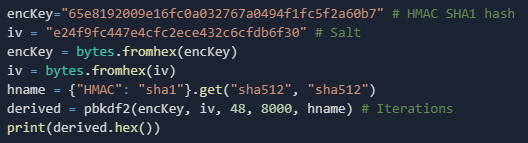 encKey="65e8192009e16fc0a032767a0494f1fc5f2a60b7" # HMAC SHA1 hash
iv = "e24f9fc447e4cfc2ece432c6cfdb6f30" # Salt
encKey = bytes.fromhex(encKey)
iv = bytes.fromhex(iv)
hname = {"HMAC": "sha1"}.get("sha512", "sha512")
derived = pbkdf2(encKey, iv, 48, 8000, hname) # Iterations
print(derived.hex())